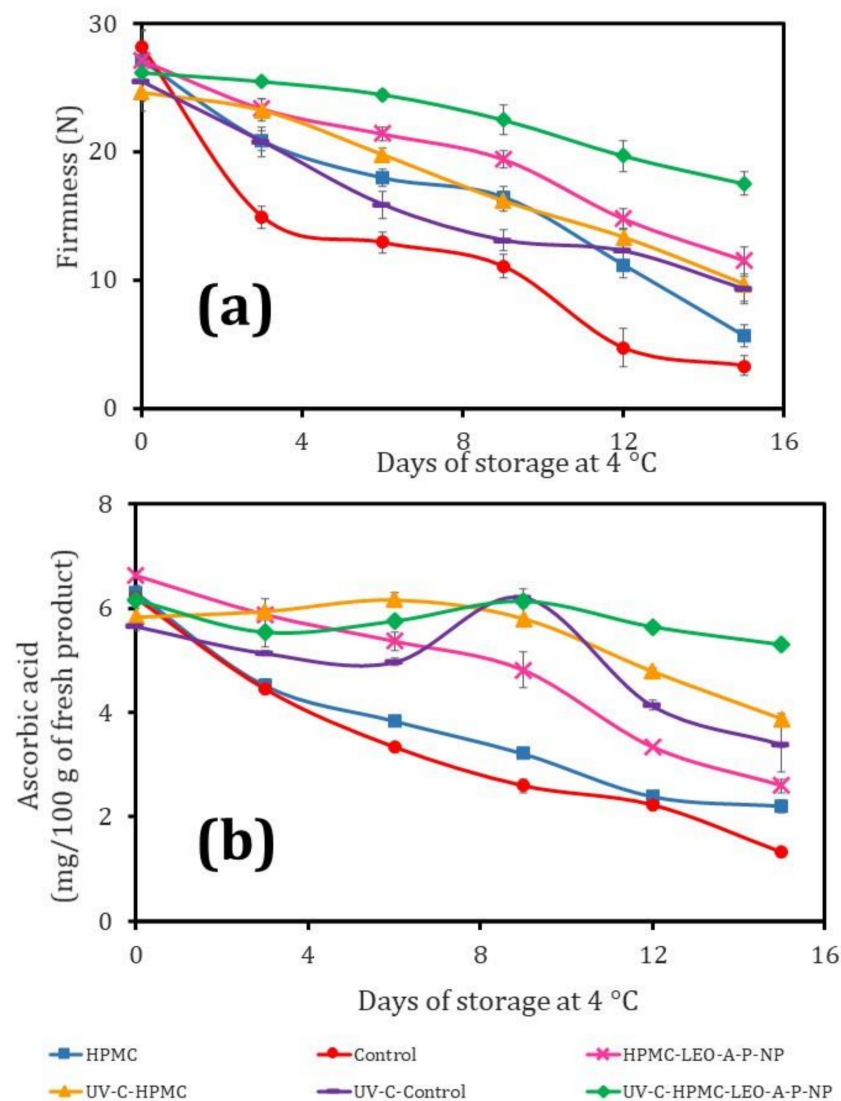 30
20
10
0
Firmness (N)
(a)
0 4 8 12 16
Days of storage at 4 °C
8
6
4
2
0
Ascorbic acid
(mg/100 g of fresh product)
(b)
0 4 8 12 16
Days of storage at 4 °C
HPMC Control HPMC-LEO-A-P-NP
UV-C-HPMC UV-C-Control UV-C-HPMC-LEO-A-P-NP